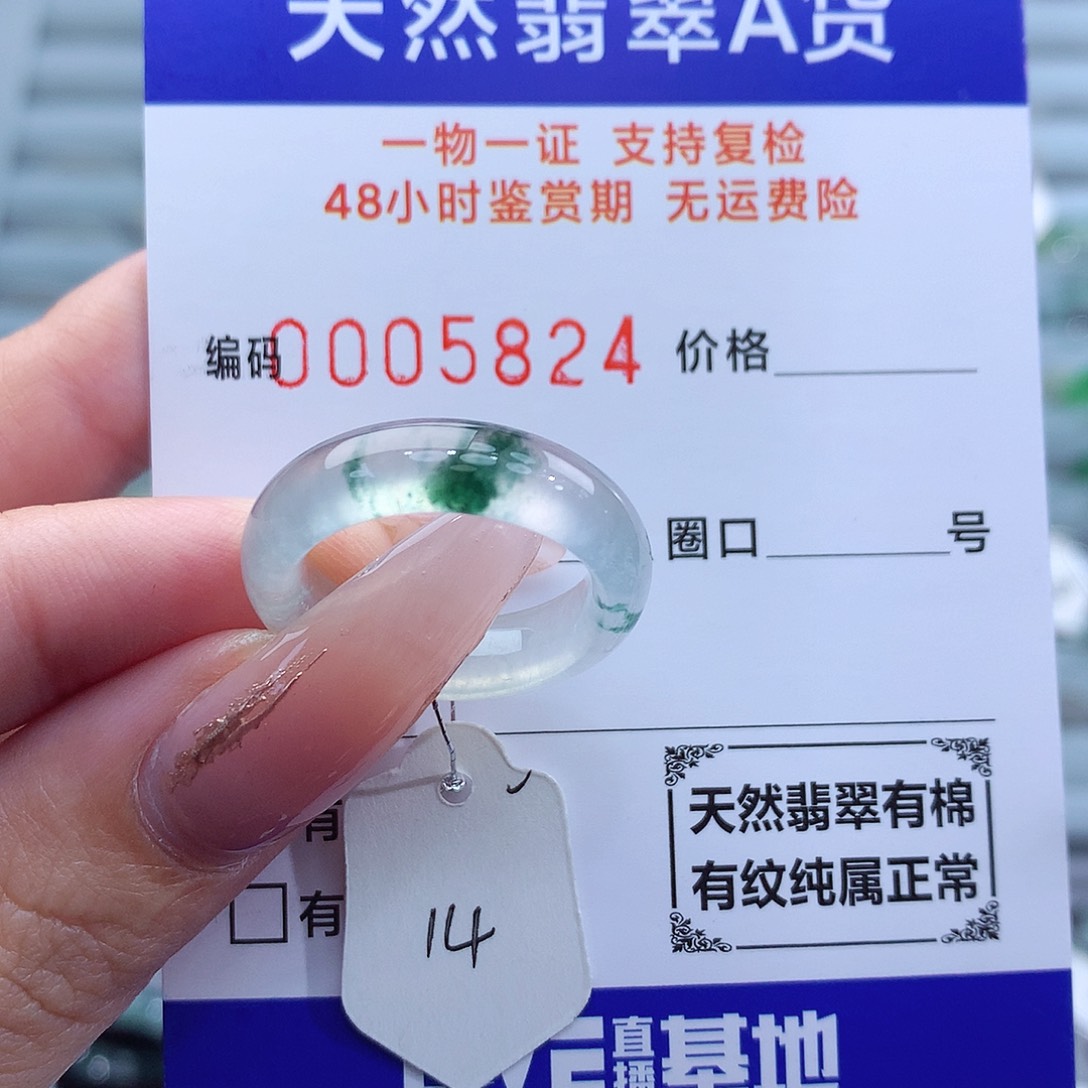 天然翡翠A货
一物一证 支持复检
48小时鉴赏期 无运费险
编码0005824 价格
圈口 号
有
天然翡翠有棉
有纹纯属正常
有
14
直播基地